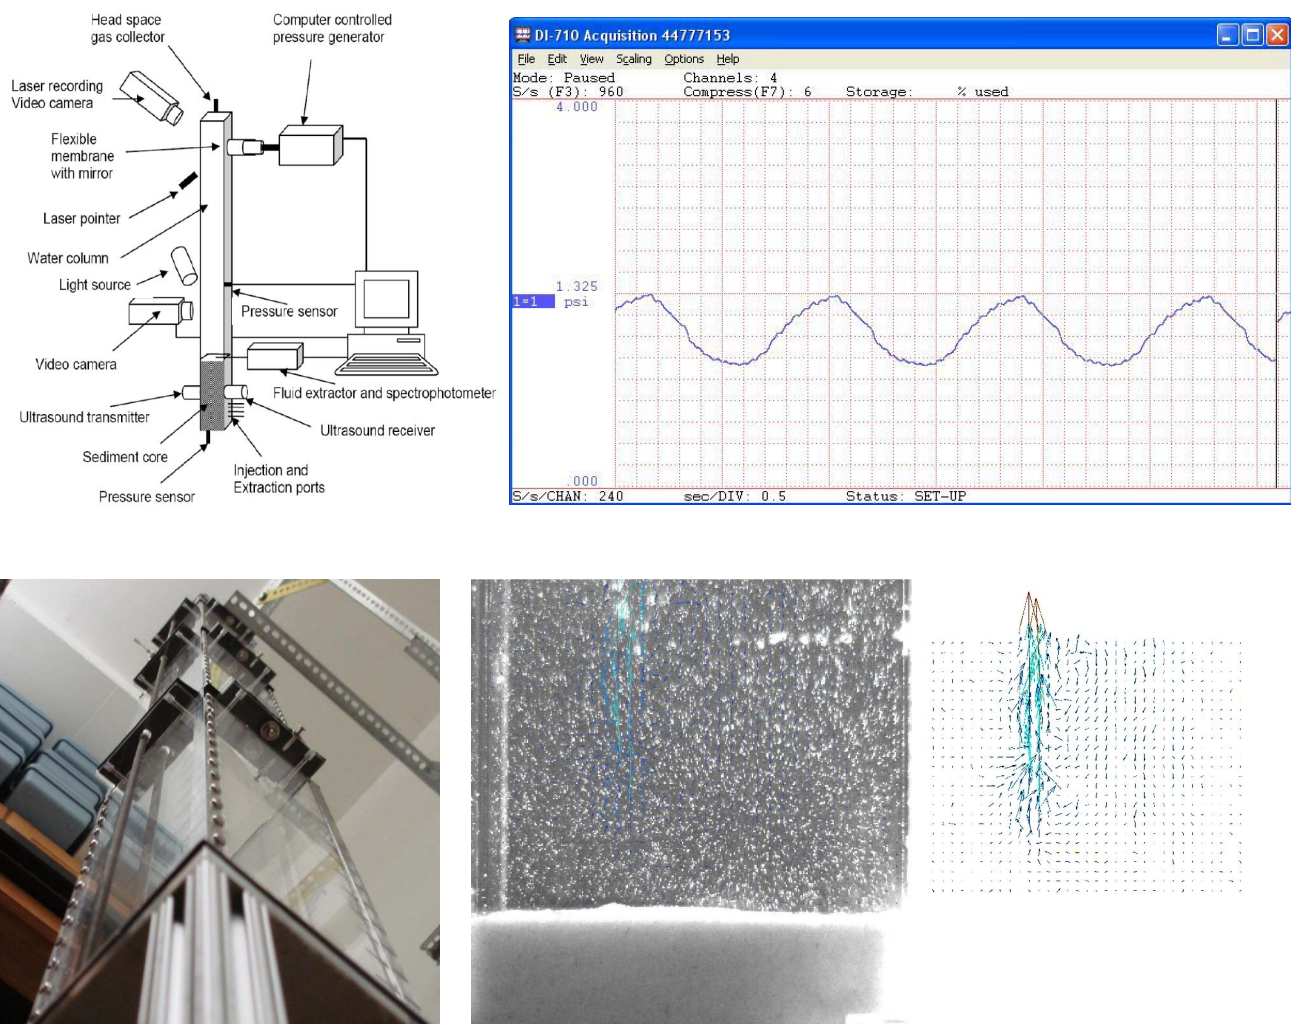 Head space
gas collector
Computer controlled
pressure generator
Laser recording
Video camera
Flexible
membrane
with mirror
Laser pointer
Water column
Light source
Pressure sensor
Video camera
Fluid extractor and spectrophotometer
Ultrasound transmitter
Ultrasound receiver
Sediment core
Injection and
Extraction ports
Pressure sensor
DI-710 Acquisition 44777153
File Edit View Scaling Options Help
Mode: Paused Channels: 4
S/s (F3): 960 Compress(F7): 6 Storage: % used
4.000
1.325
1=1 psi
.000
S/s/CHAN: 240 sec/DIV: 0.5 Status: SET-UP